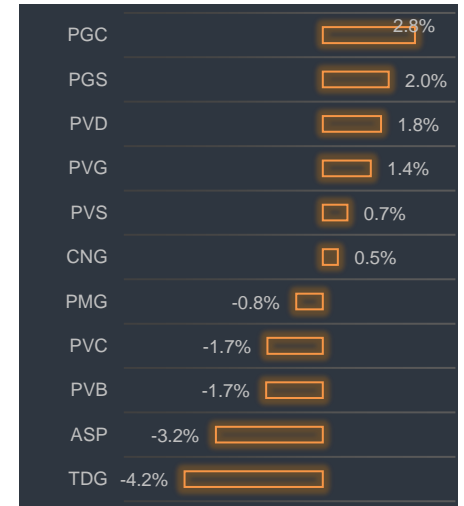 PGC 2.8%
PGS 2.0%
PVD 1.8%
PVG 1.4%
PVS 0.7%
CNG 0.5%
PMG -0.8%
PVC -1.7%
PVB -1.7%
ASP -3.2%
TDG -4.2%